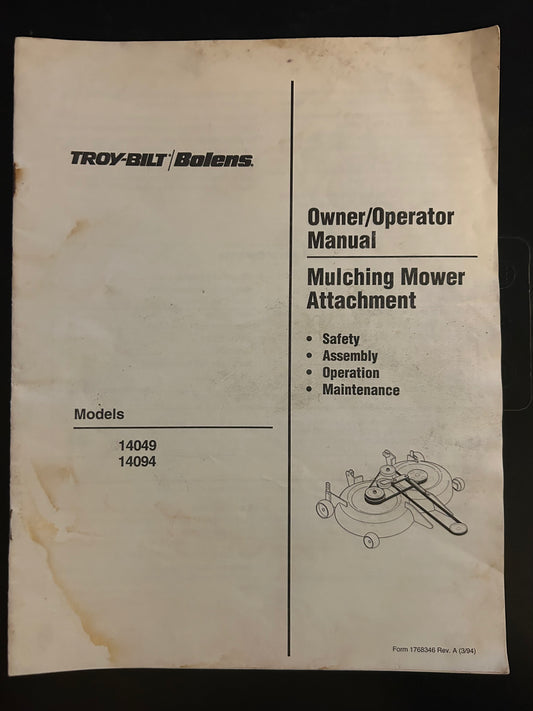 TROY-BILT/Bolens
Owner/Operator
Manual
Mulching Mower
Attachment
• Safety
• Assembly
• Operation
• Maintenance
Models
14049
14094
Form 1768346 Rev. A (3/94)